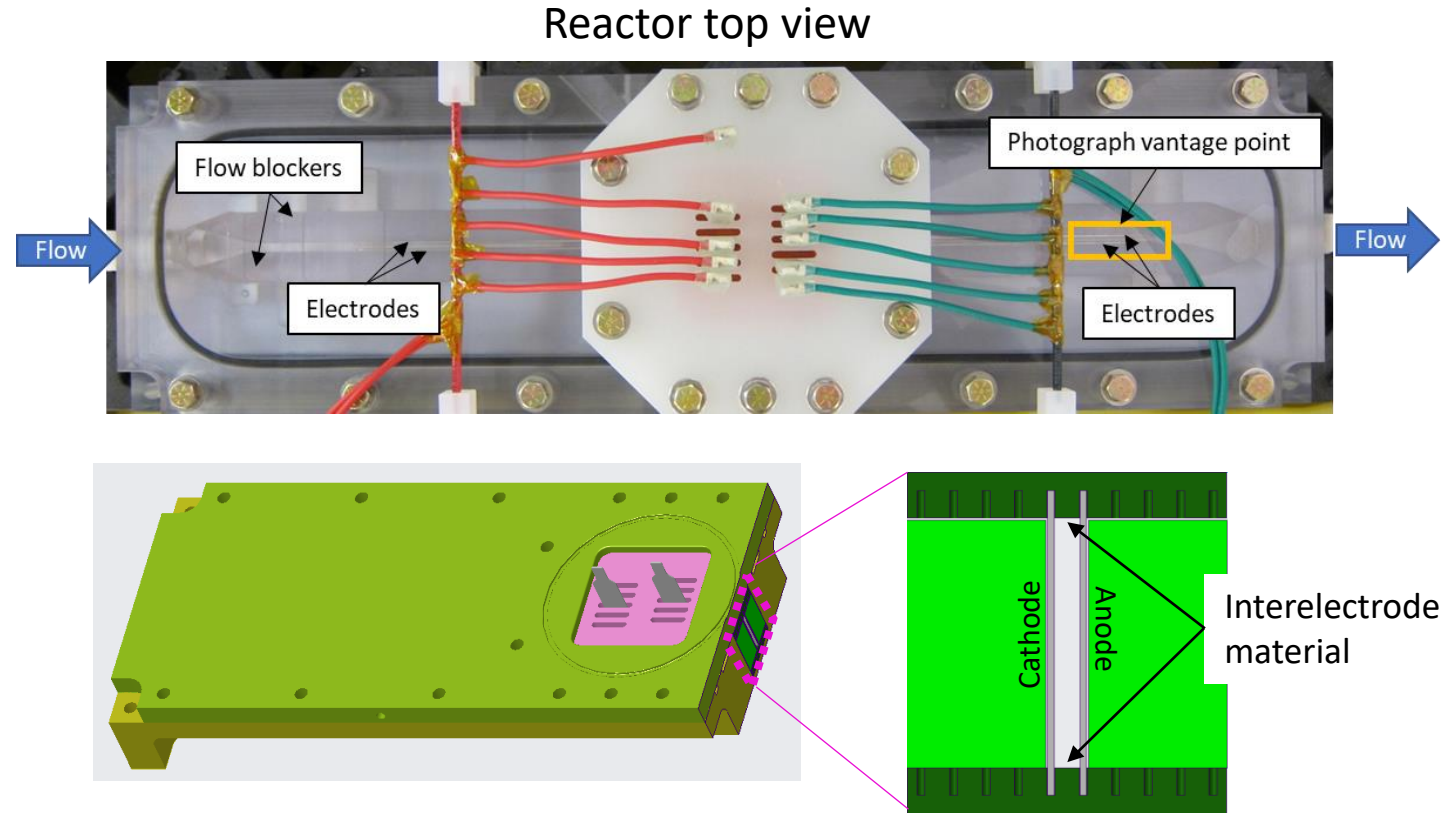 Reactor top view
Flow blockers
Photograph vantage point
Flow
Flow
Electrodes
Electrodes
Cathode
Anode
Interelectrode
material